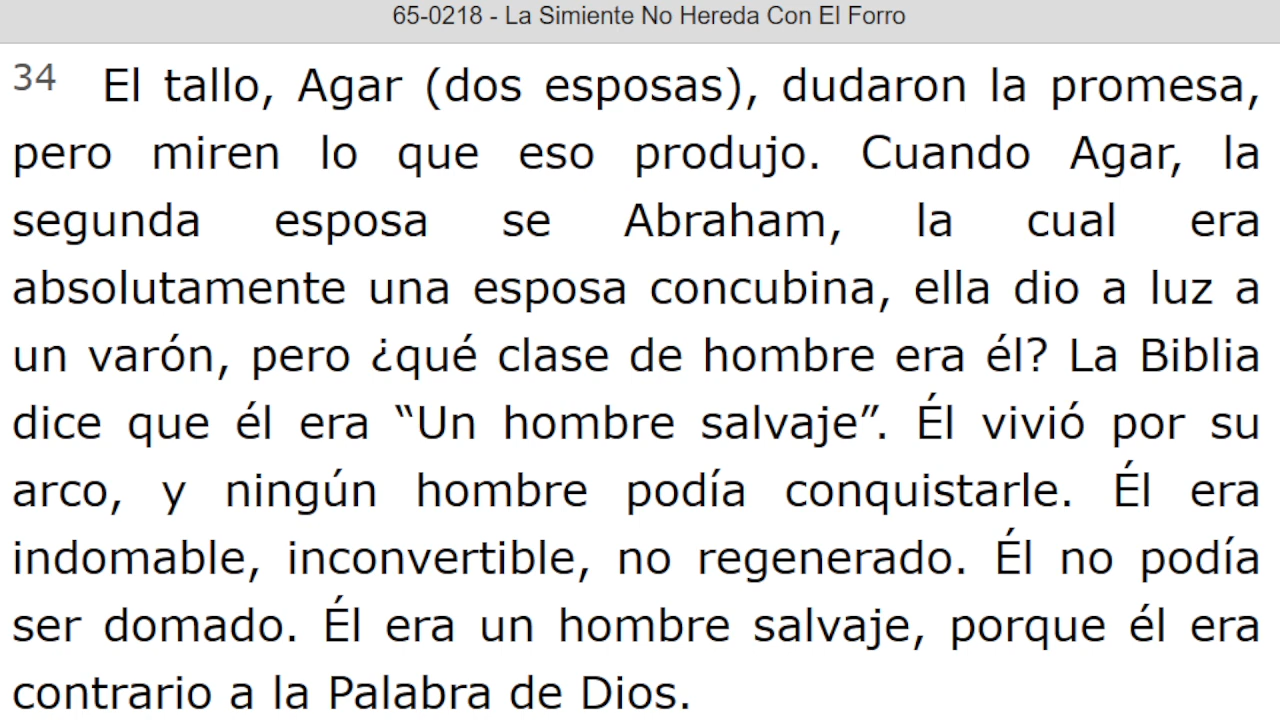 65-0218 - La Simiente No Hereda Con El Forro
34 El tallo, Agar (dos esposas), dudaron la promesa,
pero miren lo que eso produjo. Cuando Agar, la
segunda esposa se Abraham, la cual era
absolutamente una esposa concubina, ella dio a luz a
un varón, pero ¿qué clase de hombre era él? La Biblia
dice que él era “Un hombre salvaje”. Él vivió por su
arco, y ningún hombre podía conquistarle. Él era
indomable, inconvertible, no regenerado. Él no podía
ser domado. Él era un hombre salvaje, porque él era
contrario a la Palabra de Dios.